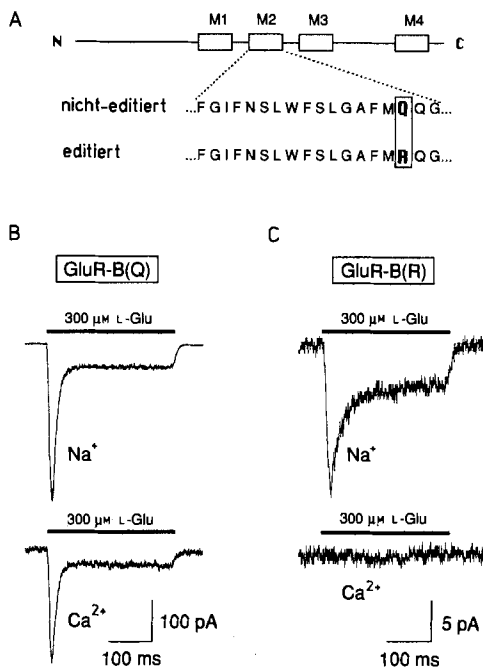 A
N M1 M2 M3 M4 C
nicht-editiert ...FGIFNSLWFSLGAFMQQG...
editiert ...FGIFNSLWFSLGAFMRQG...
B
GluR-B(Q)
300 µM L-Glu
Na+
300 µM L-Glu
Ca2+
100 pA
100 ms
C
GluR-B(R)
300 µM L-Glu
Na+
300 µM L-Glu
Ca2+
5 pA
100 ms